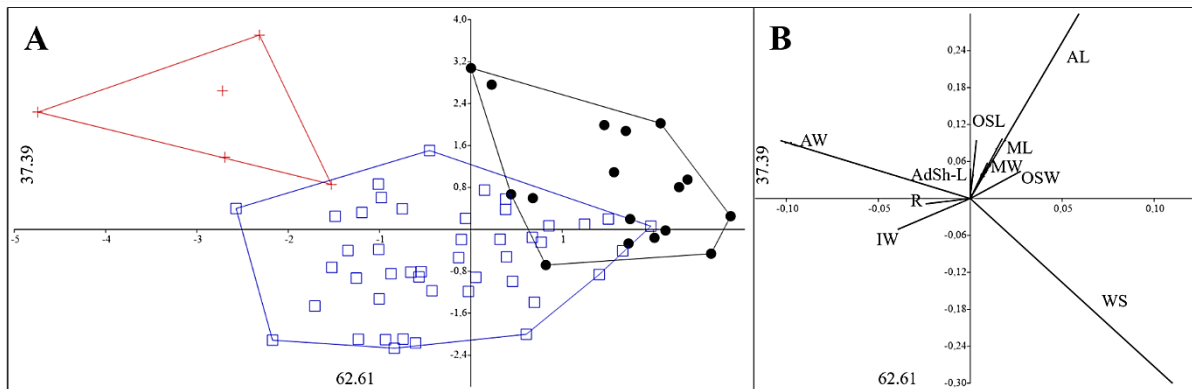 A
4.0
3.2
2.4
1.6
0.8
-5
-4
-3
-2
-1
1
-0.8
-1.6
-2.4
37.39
62.61
B
0.24
0.18
0.12
0.06
-0.10
-0.05
0.05
0.10
-0.06
-0.12
-0.18
-0.24
-0.30
AL
OSL
ML
MW
OSW
AW
AdSh-L
R
IW
WS
37.39
62.61